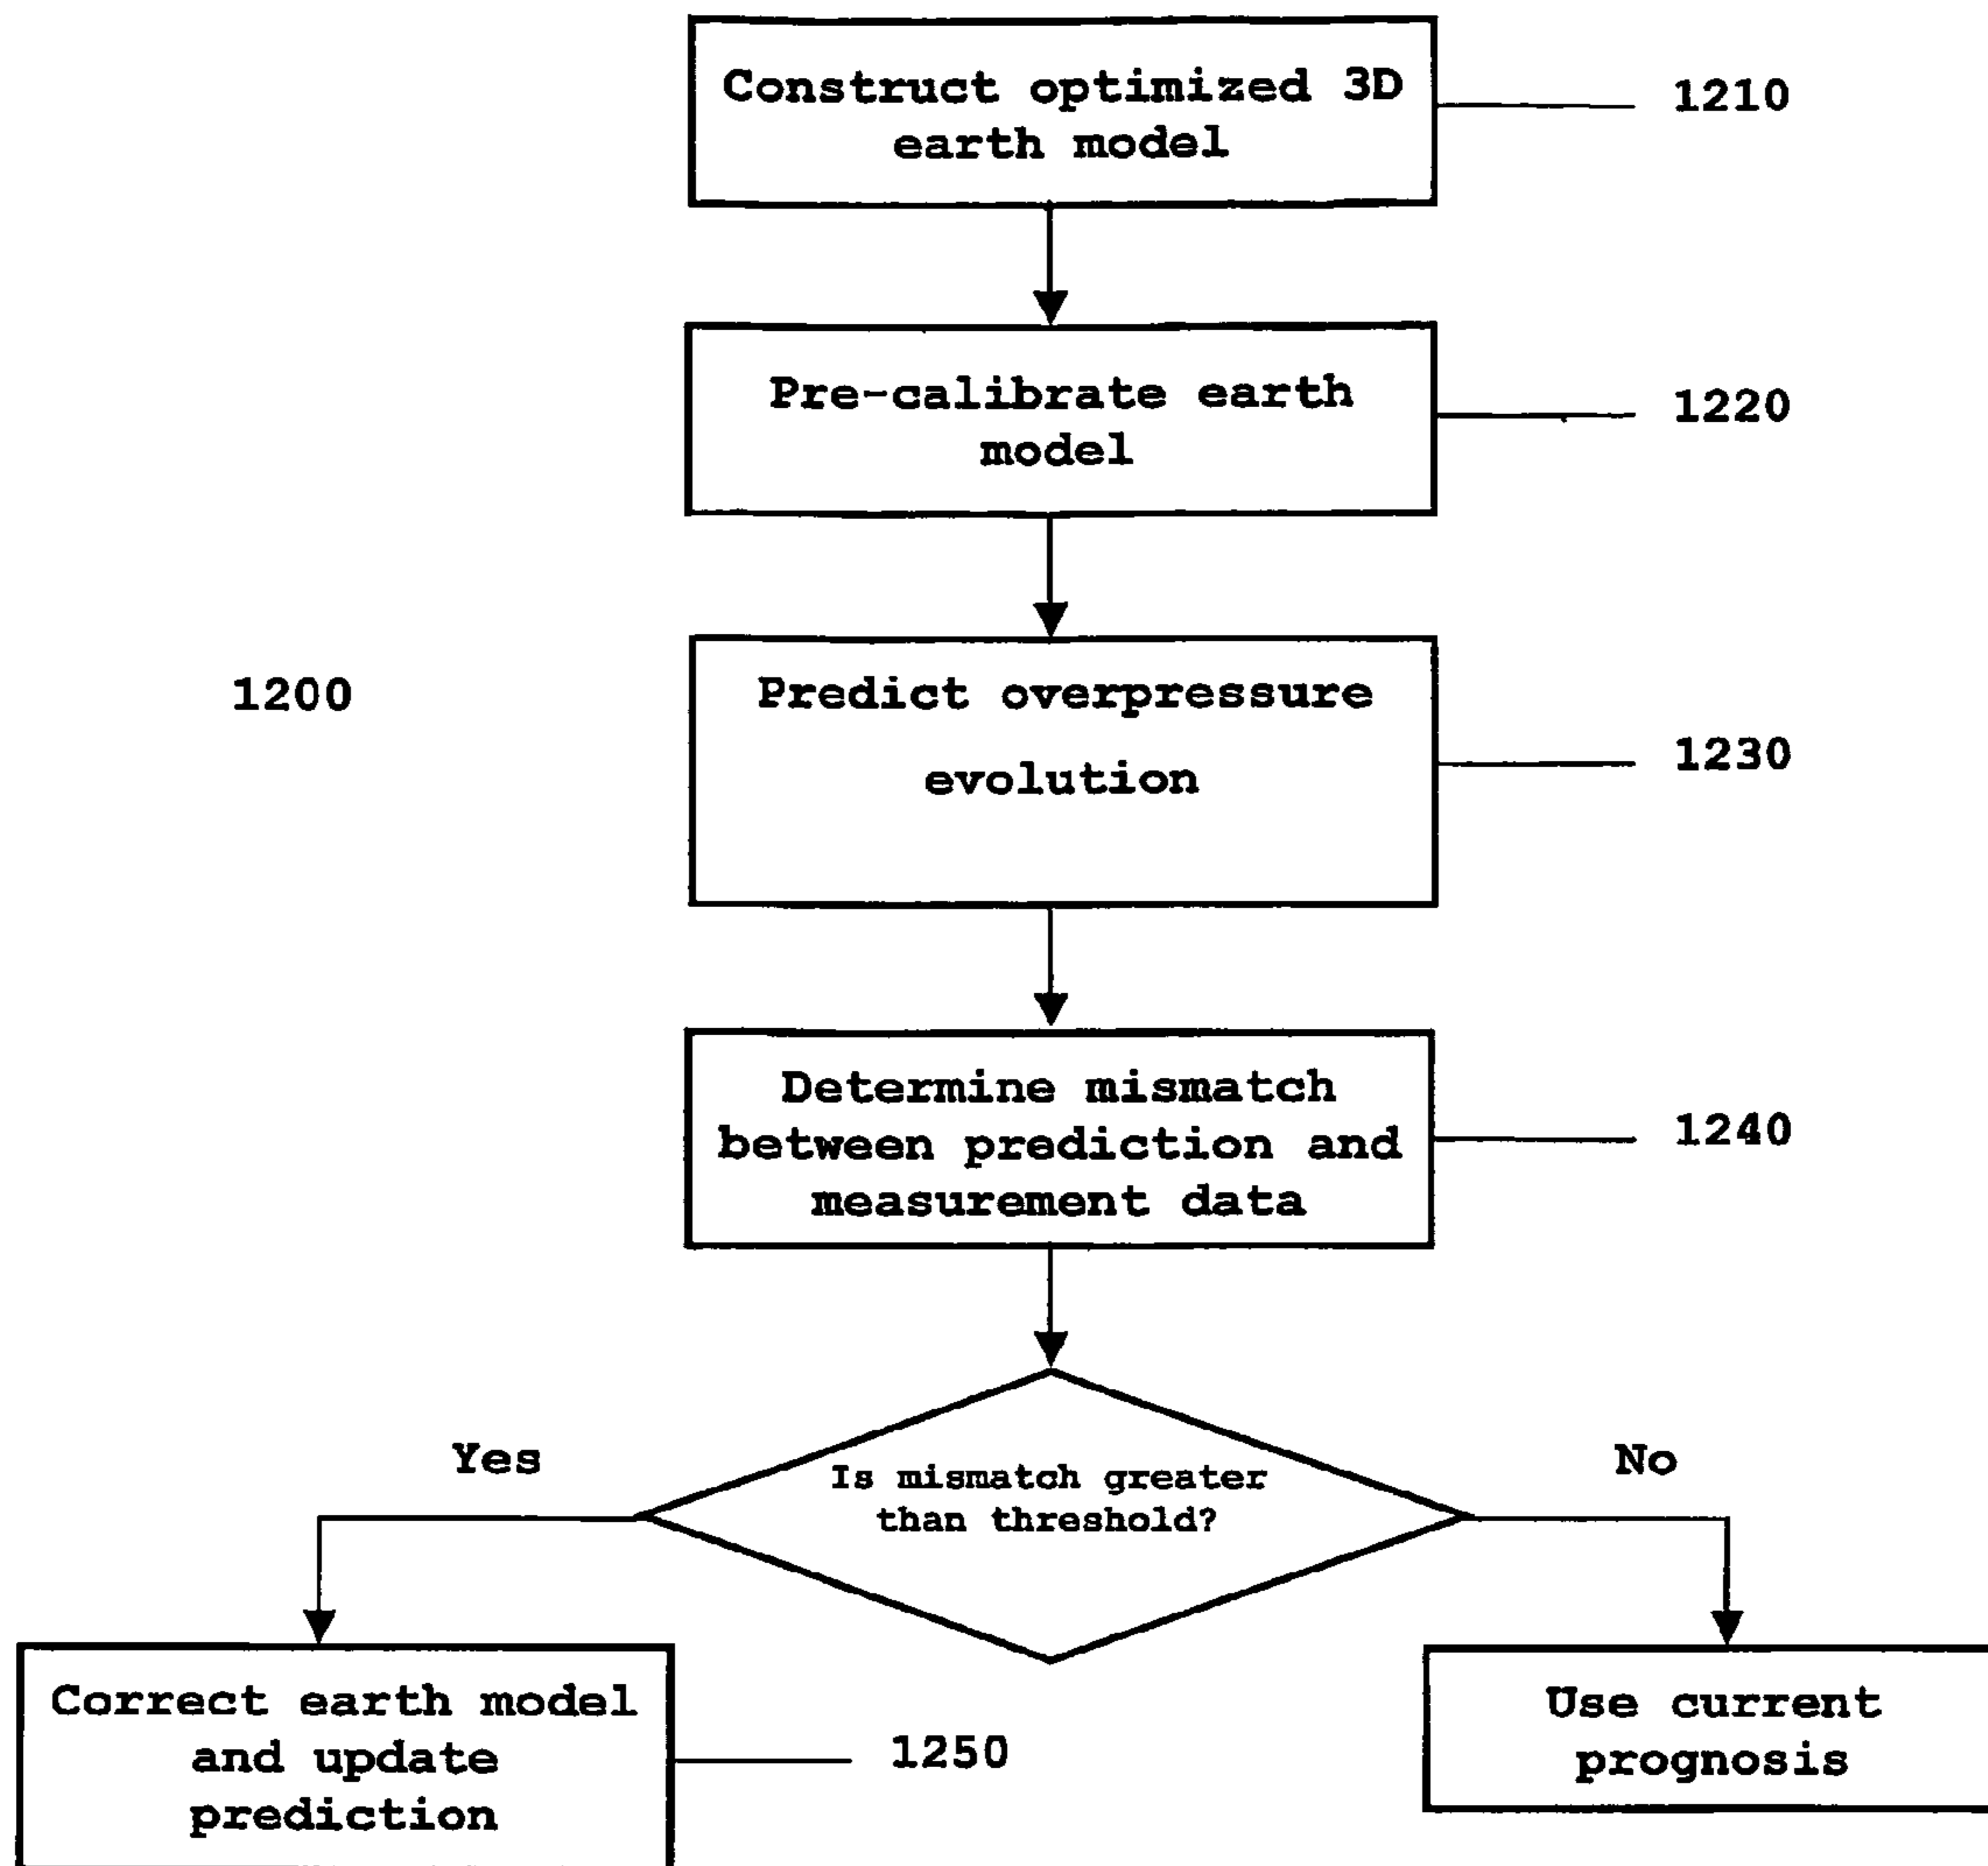 Construct optimized 3D
earth model
1210
Pre-calibrate earth
model
1220
1200
Predict overpressure
evolution
1230
Determine mismatch
between prediction and
measurement data
1240
Yes
Is mismatch greater
than threshold?
No
Correct earth model
and update
prediction
1250
Use current
prognosis